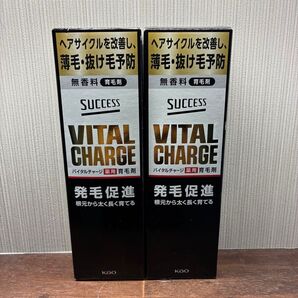 ヘアサイクルを改善し、
薄毛・抜け毛予防
無香料 育毛剤
SUCCESS
VITAL
CHARGE
バイタルチャージ 薬用 育毛剤
発毛促進
根元から太く長く育てる
Kao
ヘアサイクルを改善し、
薄毛・抜け毛予防
無香料 育毛剤
SUCCESS
VITAL
CHARGE
バイタルチャージ 薬用 育毛剤
発毛促進
根元から太く長く育てる
Kao